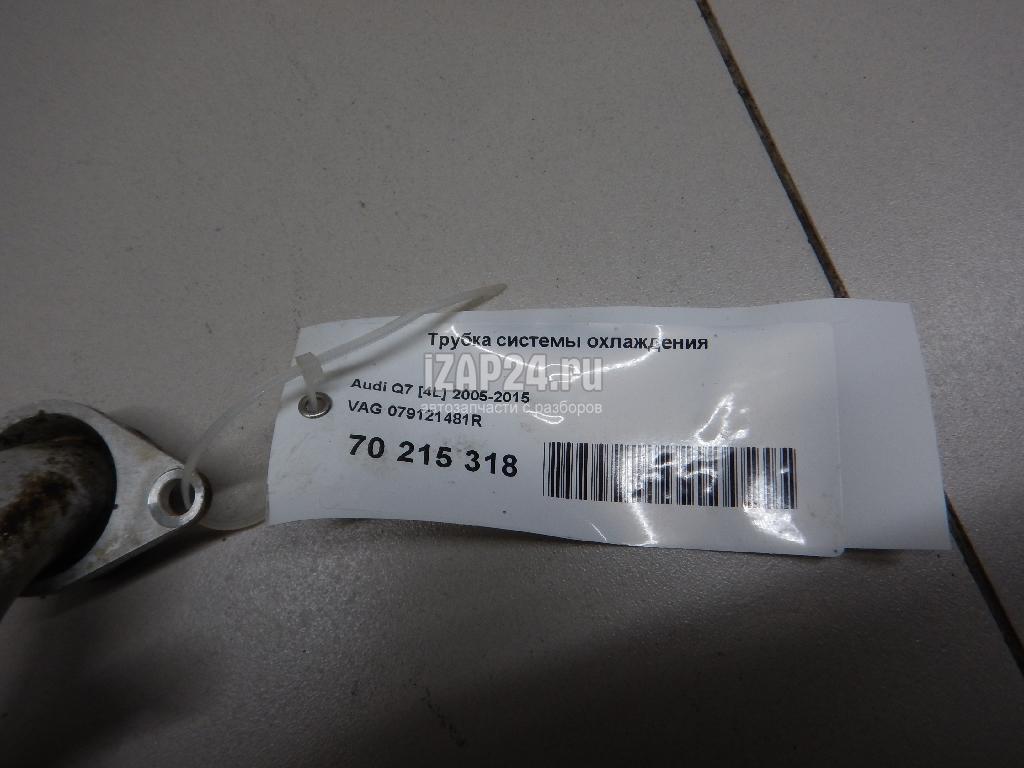 Трубка системы охлаждения
iZAP24.ru
Audi Q7 [4L] 2005-2015
автозапчасти с разборов
VAG 079121481R
70 215 318